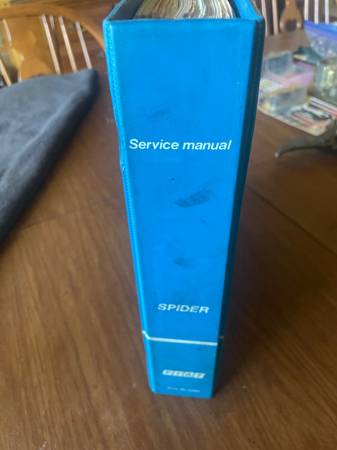 Service manual
SPIDER
FIAT